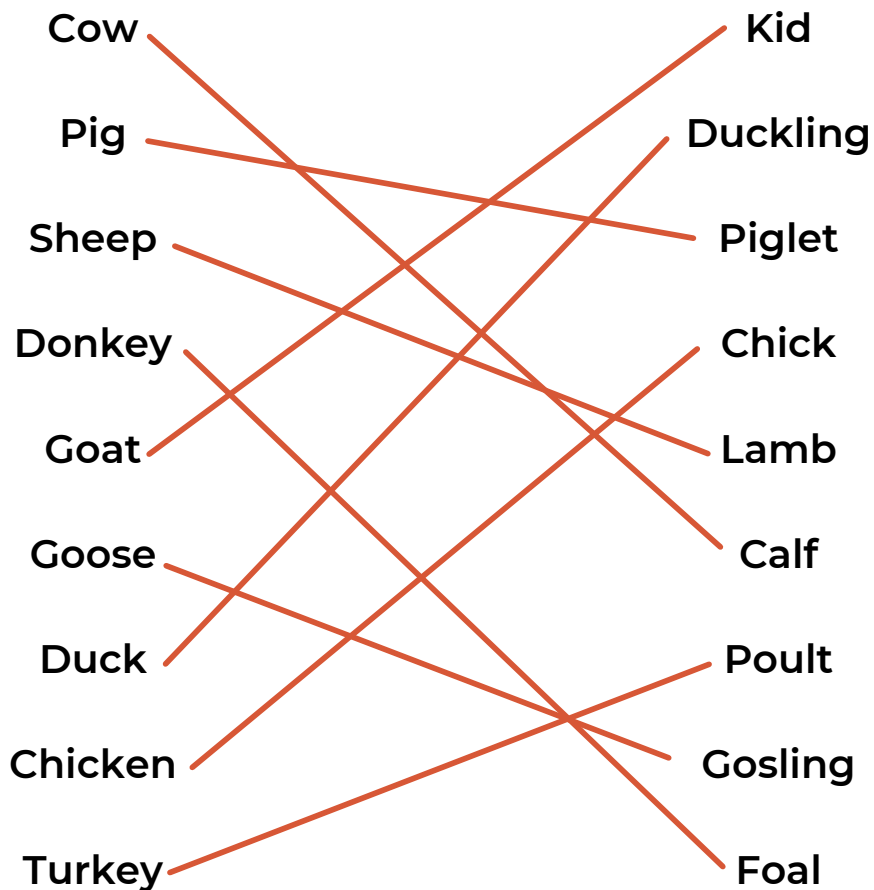 Cow
Kid
Pig
Duckling
Sheep
Piglet
Donkey
Chick
Goat
Lamb
Goose
Calf
Duck
Poult
Chicken
Gosling
Turkey
Foal